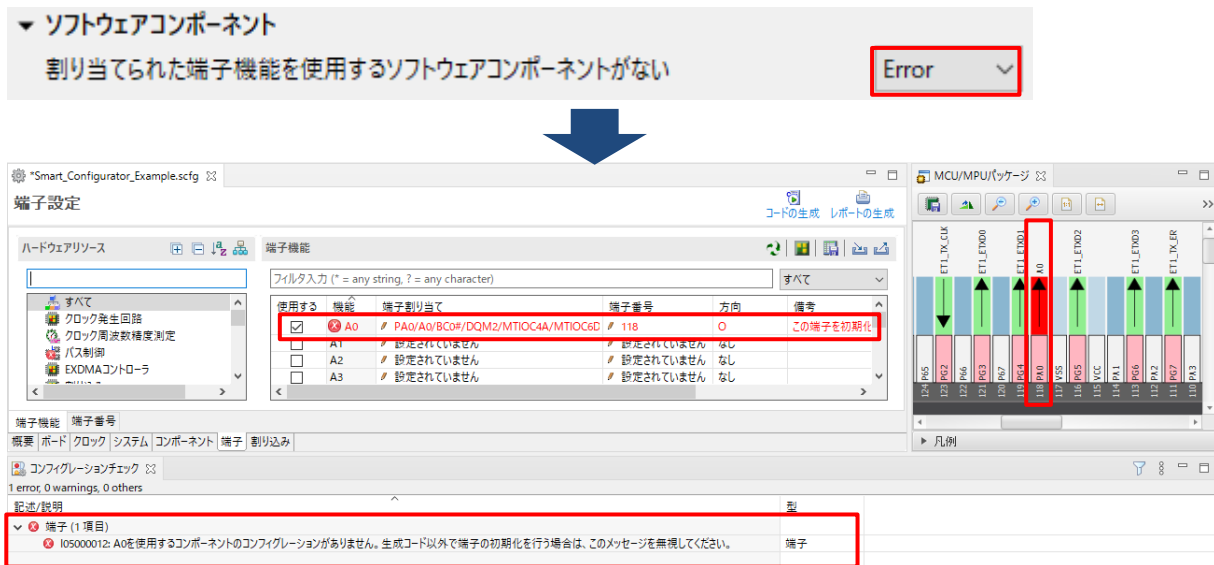 ソフトウェアコンポーネント
割り当てられた端子機能を使用するソフトウェアコンポーネントがない
Error
*Smart_Configurator_Example.scfg
MCU/MPUパッケージ
端子設定
コードの生成 レポートの生成
ハードウェアリソース
端子機能
フィルタ入力 (* = any string, ? = any character)
すべて
すべて
クロック発生回路
クロック周波数精度測定
バス制御
EXDMAコントローラ
使用する 機能 端子割り当て 端子番号 方向 備考
A0 PA0/A0/BC0#/DQM2/MTIOC4A/MTIOC6D 118 O この端子を初期化
A1 設定されていません 設定されていません なし
A2 設定されていません 設定されていません なし
A3 設定されていません 設定されていません なし
端子機能 端子番号
概要 ボード クロック システム コンポーネント 端子 割り込み
ET1_TX_CLK
ET1_ETXD0
ET1_ETXD1
A0
ET1_ETXD2
ET1_ETXD3
ET1_TX_ER
P65 PG2 P66 PG3 P67 PG4 PA0 VSS PG5 VCC PA1 PG6 PA2 PG7 PA3
124 123 122 121 120 119 118 117 116 115 114 113 112 111 110
凡例
コンフィグレーションチェック
1 error, 0 warnings, 0 others
記述/説明 型
端子 (1 項目)
I05000012: A0を使用するコンポーネントのコンフィグレーションがありません。生成コード以外で端子の初期化を行う場合は、このメッセージを無視してください。 端子